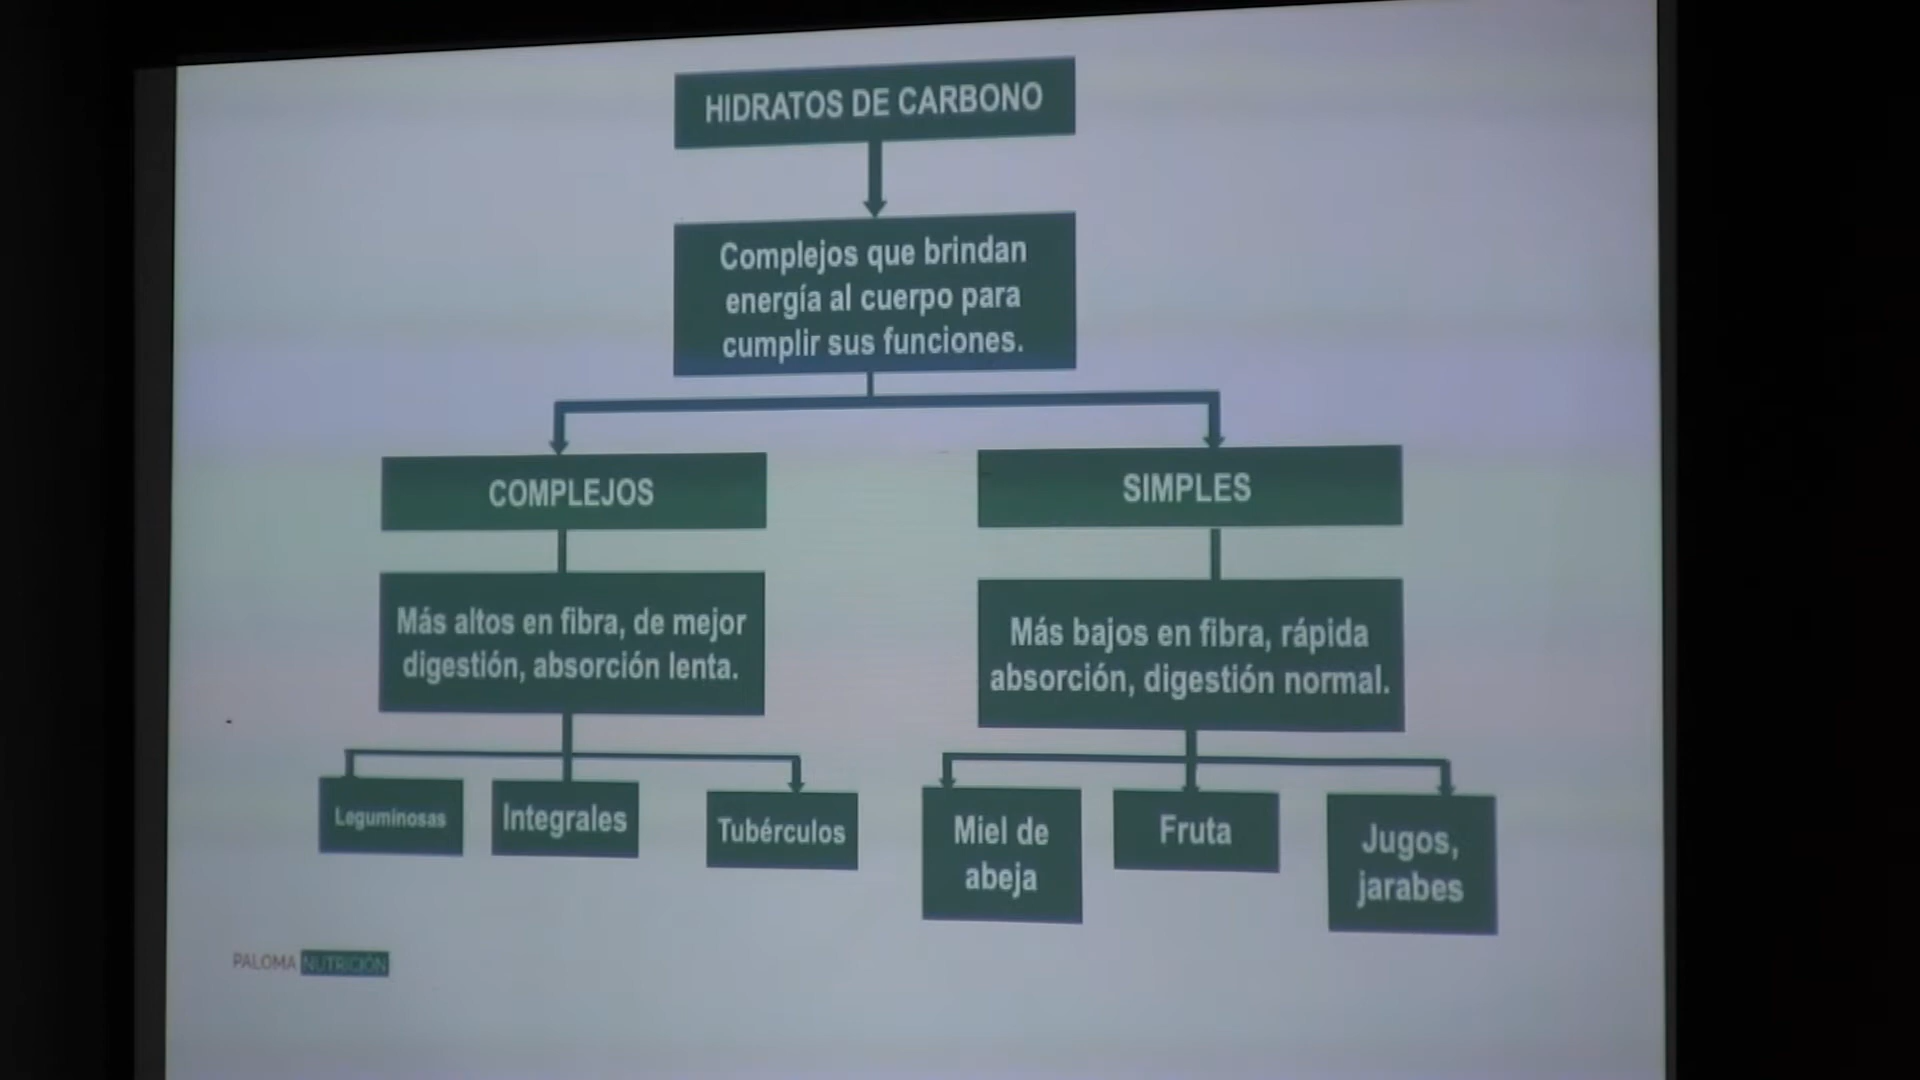 HIDRATOS DE CARBONO
Complejos que brindan
energía al cuerpo para
cumplir sus funciones.
COMPLEJOS
SIMPLES
Más altos en fibra, de mejor
digestión, absorción lenta.
Más bajos en fibra, rápida
absorción, digestión normal.
Leguminosas
Integrales
Tubérculos
Miel de
abeja
Fruta
Jugos,
jarabes
PALOMA NUTRICIÓN